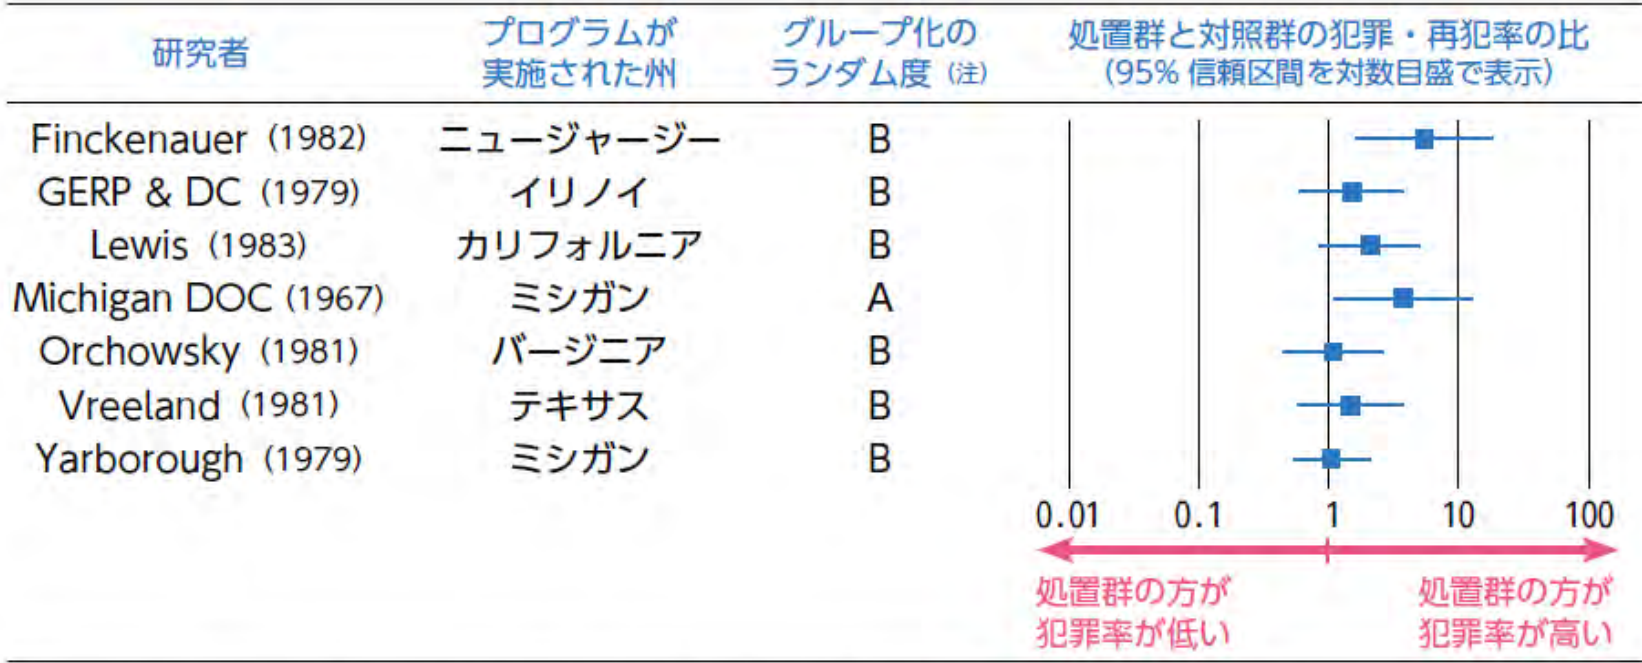 研究者
プログラムが
実施された州
グループ化の
ランダム度（注）
処置群と対照群の犯罪・再犯率の比
（95% 信頼区間を対数目盛で表示）
Finckenauer (1982) ニュージャージー B
GERP & DC (1979) イリノイ B
Lewis (1983) カリフォルニア B
Michigan DOC (1967) ミシガン A
Orchowsky (1981) バージニア B
Vreeland (1981) テキサス B
Yarborough (1979) ミシガン B
0.01 0.1 1 10 100
処置群の方が
犯罪率が低い
処置群の方が
犯罪率が高い